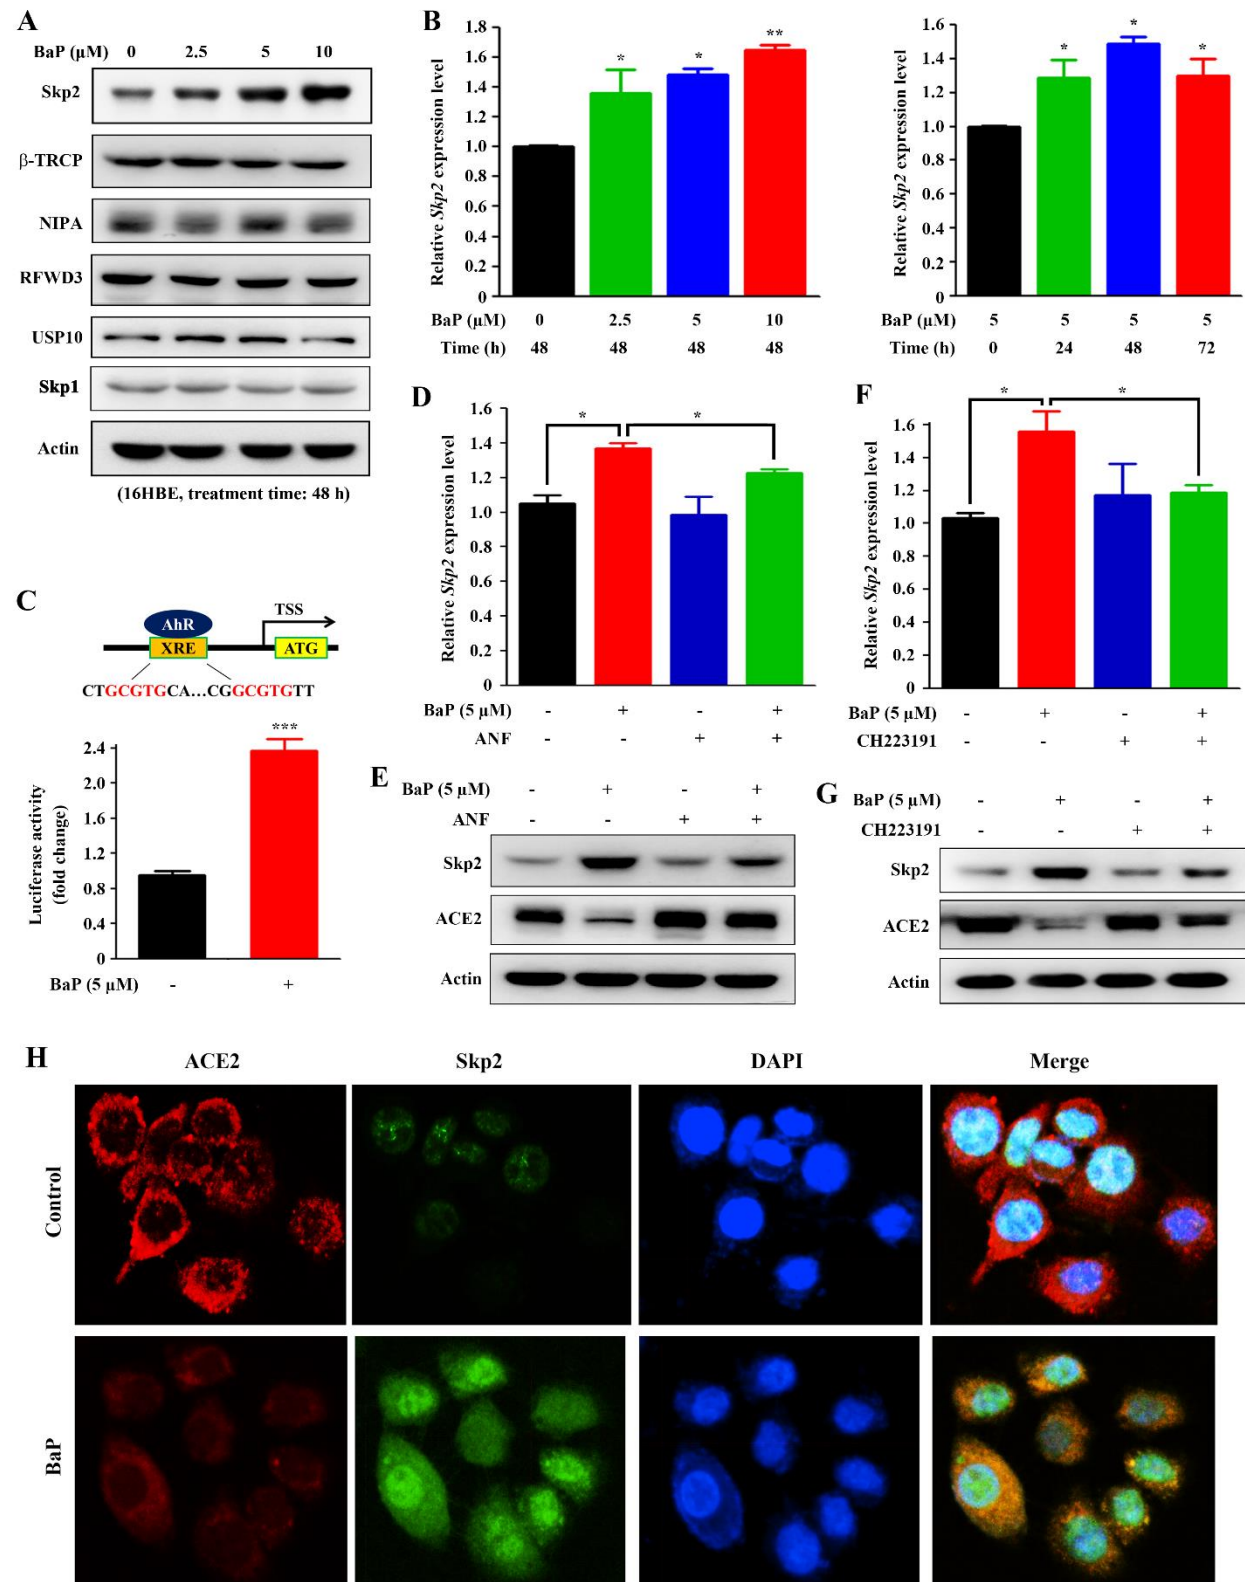 A
BaP (µM) 0 2.5 5 10
Skp2
β-TRCP
NIPA
RFWD3
USP10
Skp1
Actin
(16HBE, treatment time: 48 h)
B
Relative Skp2 expression level
1.8
1.6
1.4
1.2
1.0
0.8
0.6
0.4
0.2
0
* * **
BaP (µM) 0 2.5 5 10
Time (h) 48 48 48 48
Relative Skp2 expression level
1.6
1.4
1.2
1.0
0.8
0.6
0.4
0.2
0
* * *
BaP (µM) 5 5 5 5
Time (h) 0 24 48 72
C
AhR
XRE
TSS
ATG
CTGCGTGCA...CGGCGTGTT
Luciferase activity
(fold change)
2.4
2.0
1.6
1.2
0.8
0.4
0
***
BaP (5 µM) - +
D
Relative Skp2 expression level
1.6
1.4
1.2
1.0
0.8
0.6
0.4
0.2
0
* *
BaP (5 µM) - + - +
ANF - - + +
F
Relative Skp2 expression level
1.6
1.4
1.2
1.0
0.8
0.6
0.4
0.2
0
* *
BaP (5 µM) - + - +
CH223191 - - + +
E
BaP (5 µM) - + - +
ANF - - + +
Skp2
ACE2
Actin
G
BaP (5 µM) - + - +
CH223191 - - + +
Skp2
ACE2
Actin
H
ACE2 Skp2 DAPI Merge
Control
BaP